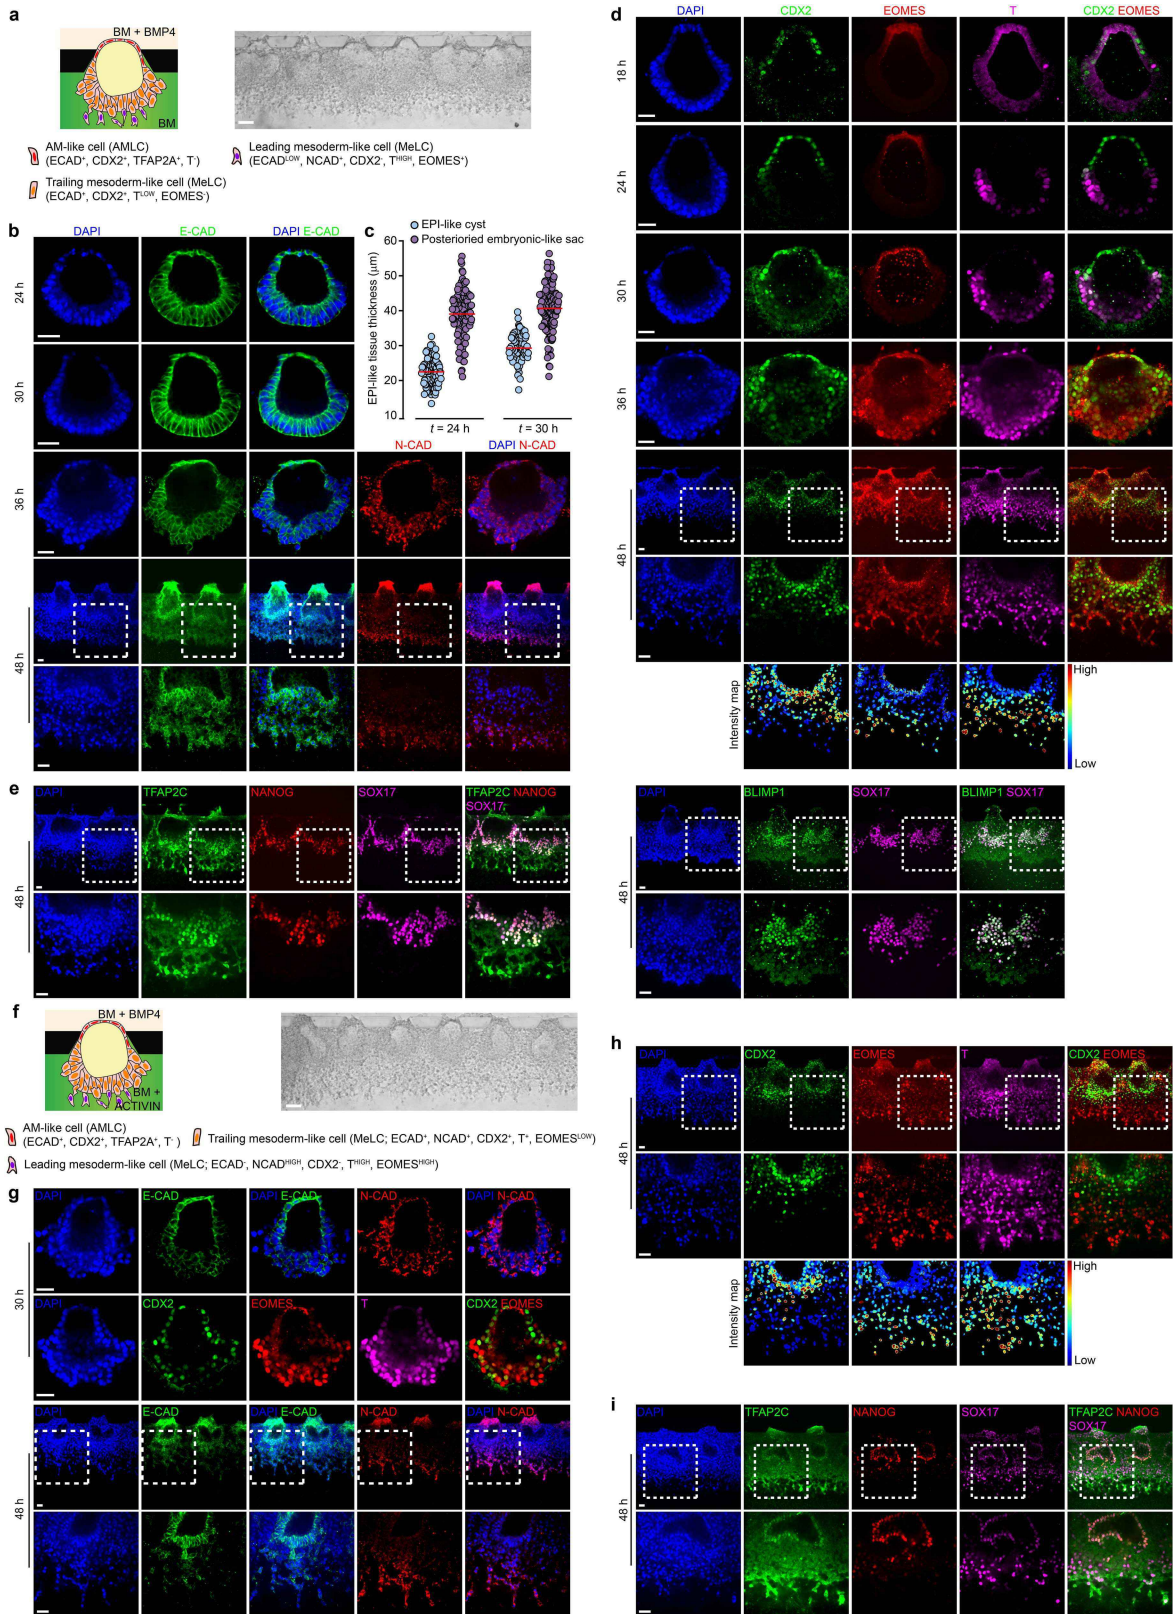 a
BM + BMP4
BM
AM-like cell (AMLC)
(ECAD⁺, CDX2⁺, TFAP2A⁺, T⁻)
Leading mesoderm-like cell (MeLC)
(ECADᴸᴼᵂ, NCAD⁺, CDX2⁻, Tᴴᴵᴳᴴ, EOMES⁺)
Trailing mesoderm-like cell (MeLC)
(ECAD⁺, CDX2⁺, Tᴸᴼᵂ, EOMES⁻)
b
DAPI E-CAD DAPI E-CAD
24 h
30 h
36 h
48 h
N-CAD DAPI N-CAD
c
EPI-like cyst
Posterioried embryonic-like sac
EPI-like tissue thickness (μm)
60
50
40
30
20
10
t = 24 h t = 30 h
d
DAPI CDX2 EOMES T CDX2 EOMES
18 h
24 h
30 h
36 h
48 h
Intensity map
High
Low
e
DAPI TFAP2C NANOG SOX17 TFAP2C NANOG
SOX17
48 h
DAPI BLIMP1 SOX17 BLIMP1 SOX17
48 h
f
BM + BMP4
BM +
ACTIVIN
AM-like cell (AMLC)
(ECAD⁺, CDX2⁺, TFAP2A⁺, T⁻ )
Trailing mesoderm-like cell (MeLC; ECAD⁺, NCAD⁺, CDX2⁺, T⁺, EOMESᴸᴼᵂ)
Leading mesoderm-like cell (MeLC; ECAD⁻, NCADᴴᴵᴳᴴ, CDX2⁻, Tᴴᴵᴳᴴ, EOMESᴴᴵᴳᴴ)
g
DAPI E-CAD DAPI E-CAD N-CAD DAPI N-CAD
30 h
DAPI CDX2 EOMES T CDX2 EOMES
DAPI E-CAD DAPI E-CAD N-CAD DAPI N-CAD
48 h
h
DAPI CDX2 EOMES T CDX2 EOMES
48 h
Intensity map
High
Low
i
DAPI TFAP2C NANOG SOX17 TFAP2C NANOG
SOX17
48 h